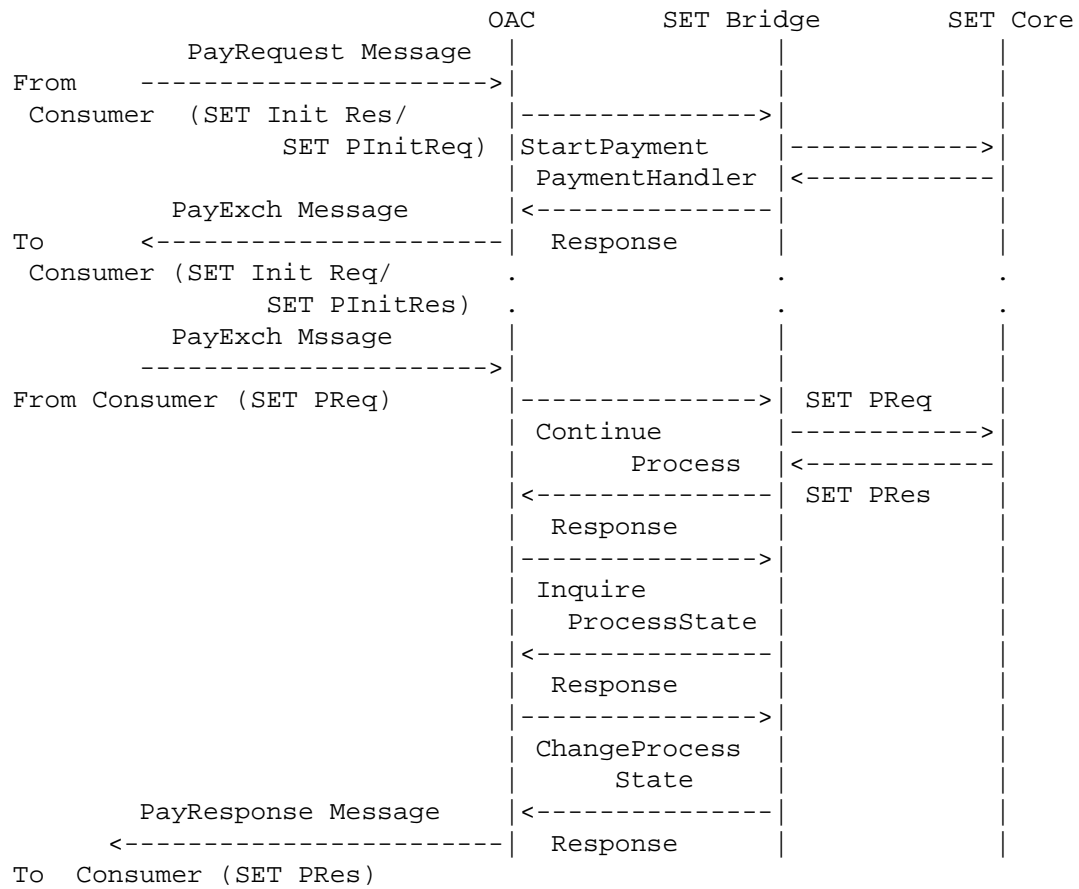 OAC SET Bridge SET Core
PayRequest Message | | |
From ---------------------->| | |
Consumer (SET Init Res/ |--------------->| |
SET PInitReq) |StartPayment |------------>|
| PaymentHandler |<------------|
PayExch Message |<---------------| |
To <----------------------| Response | |
Consumer (SET Init Req/ . . .
SET PInitRes) . . .
PayExch Mssage | | |
---------------------->| | |
From Consumer (SET PReq) |--------------->| SET PReq |
| Continue |------------>|
| Process |<------------|
|<---------------| SET PRes |
| Response | |
|--------------->| |
| Inquire | |
| ProcessState | |
|<---------------| |
| Response | |
|--------------->| |
| ChangeProcess | |
| State | |
PayResponse Message |<---------------| |
<------------------------| Response | |
To Consumer (SET PRes)